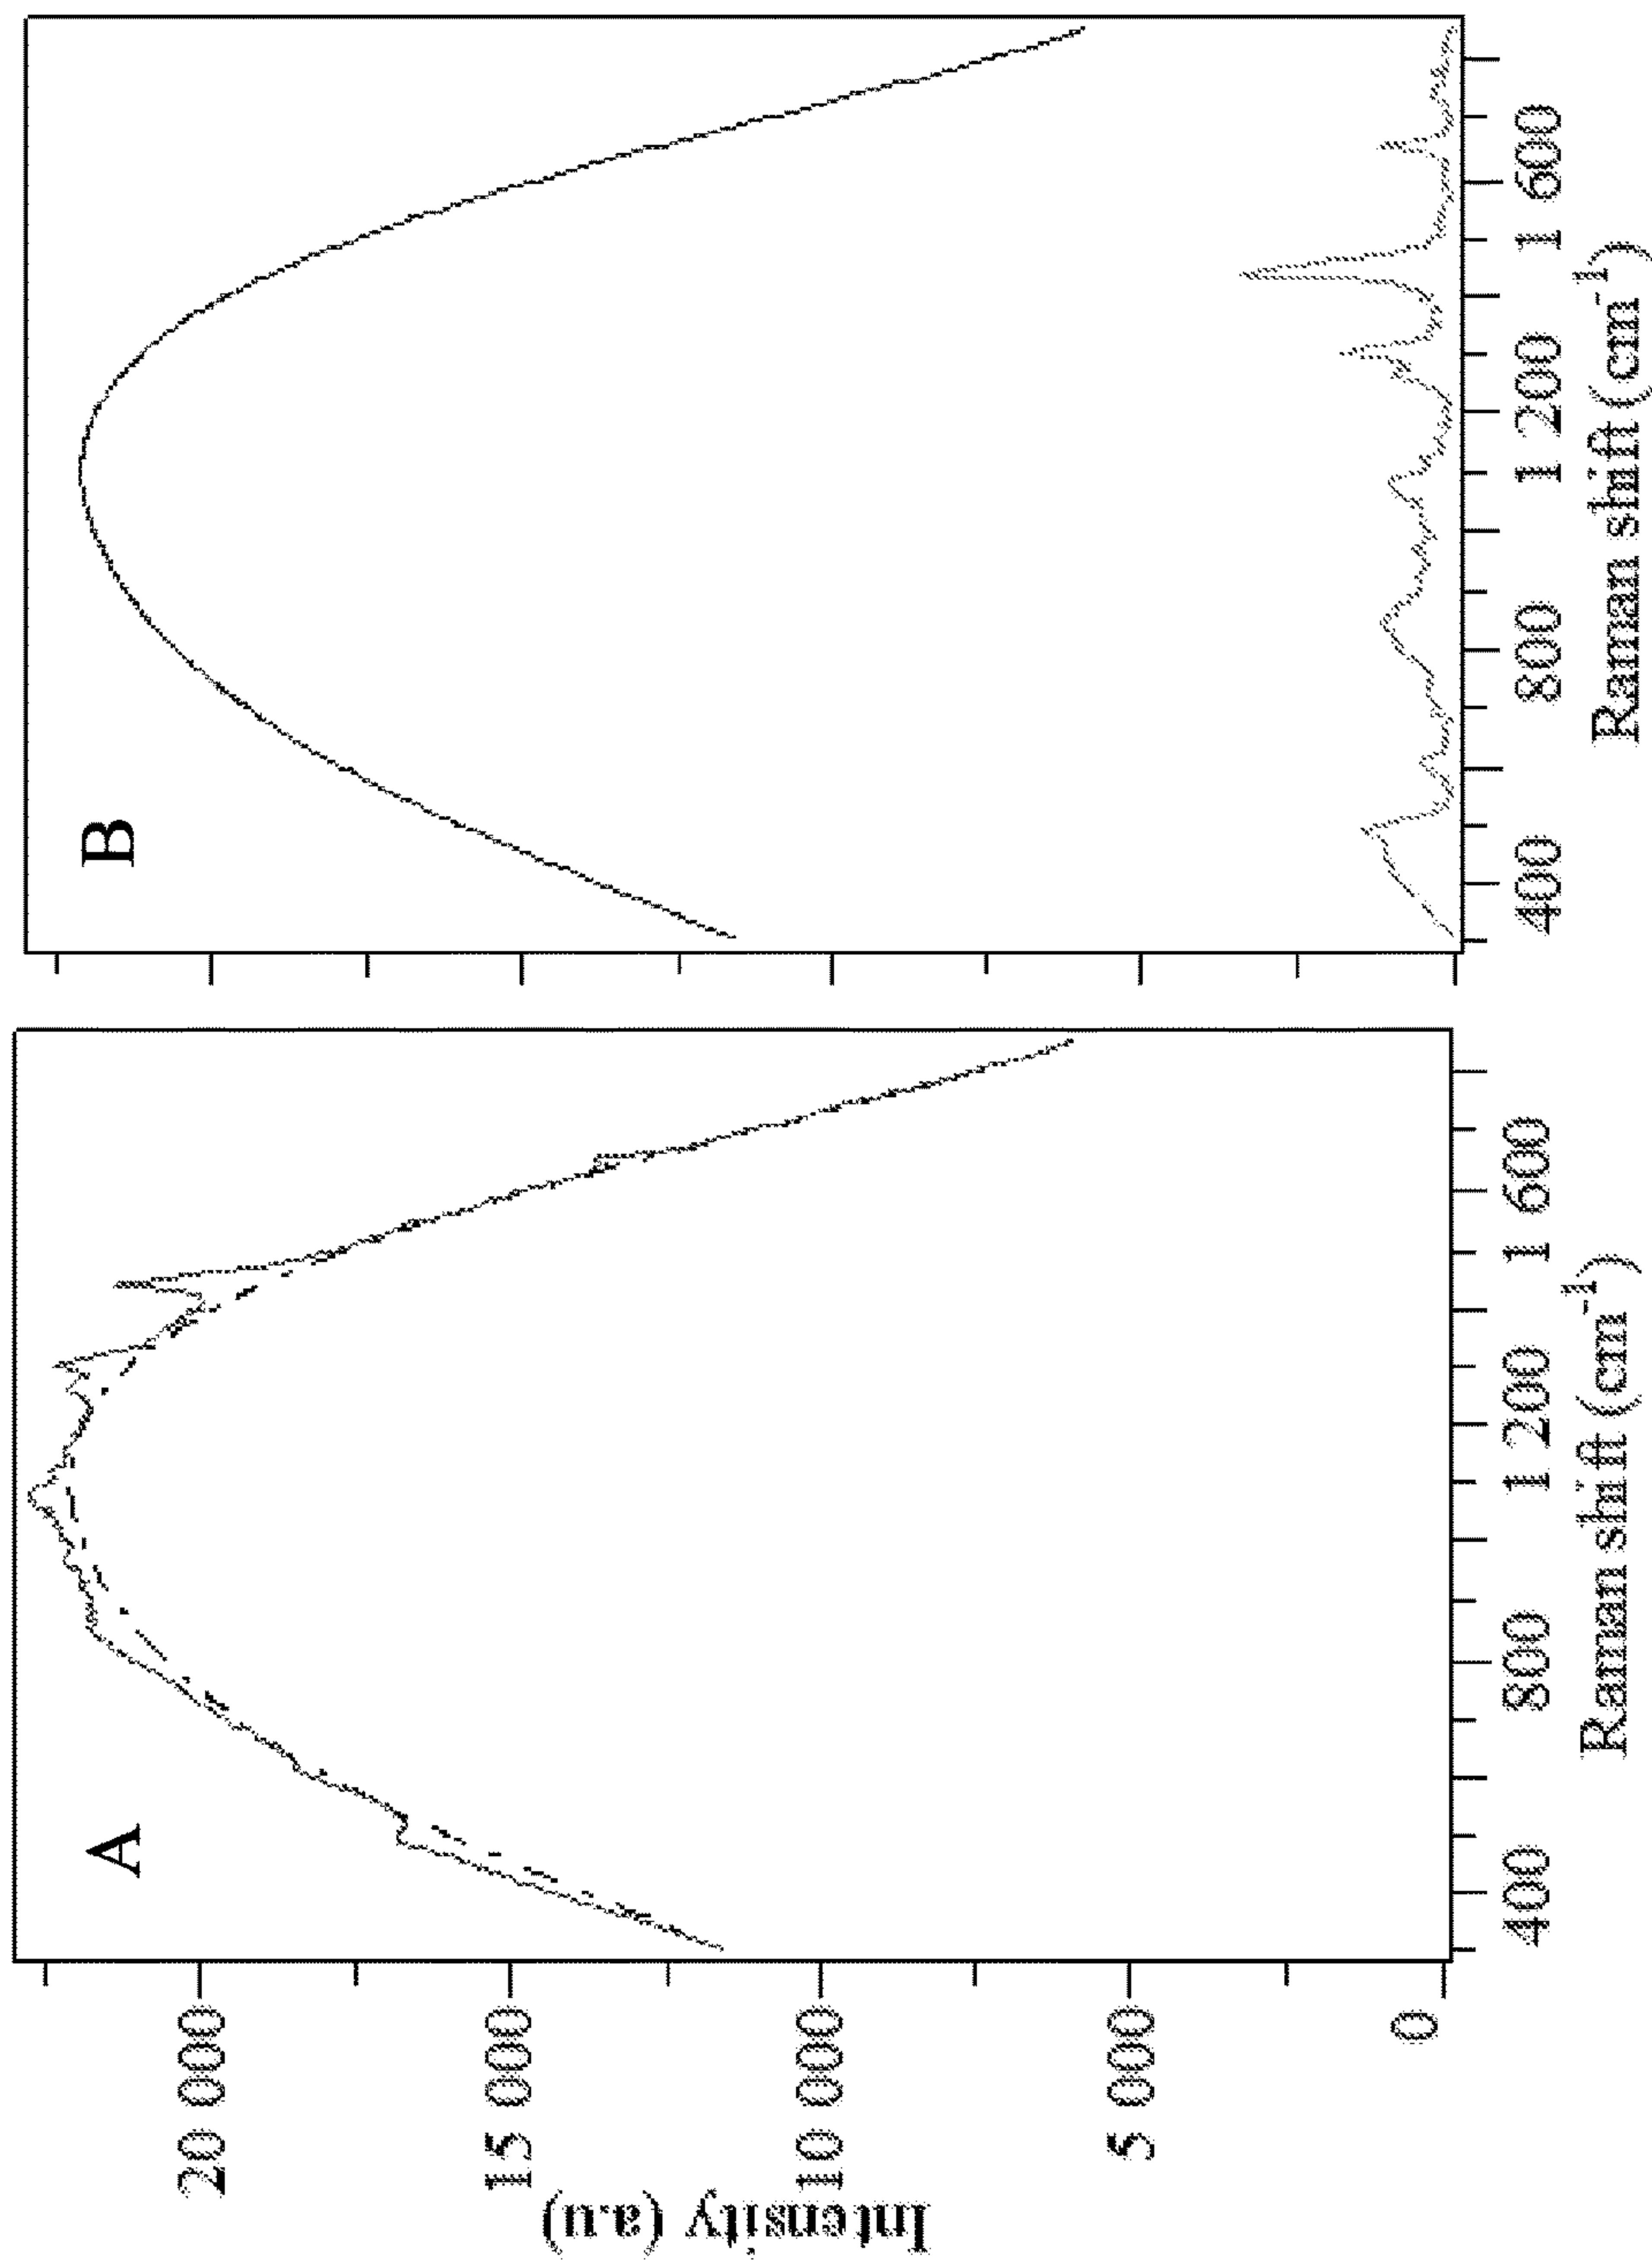 Intensity (a.u)
20 000
15 000
10 000
5 000
0
A
400
800
1 200
1 600
Raman shift (cm⁻¹)
B
400
800
1 200
1 600
Raman shift (cm⁻¹)